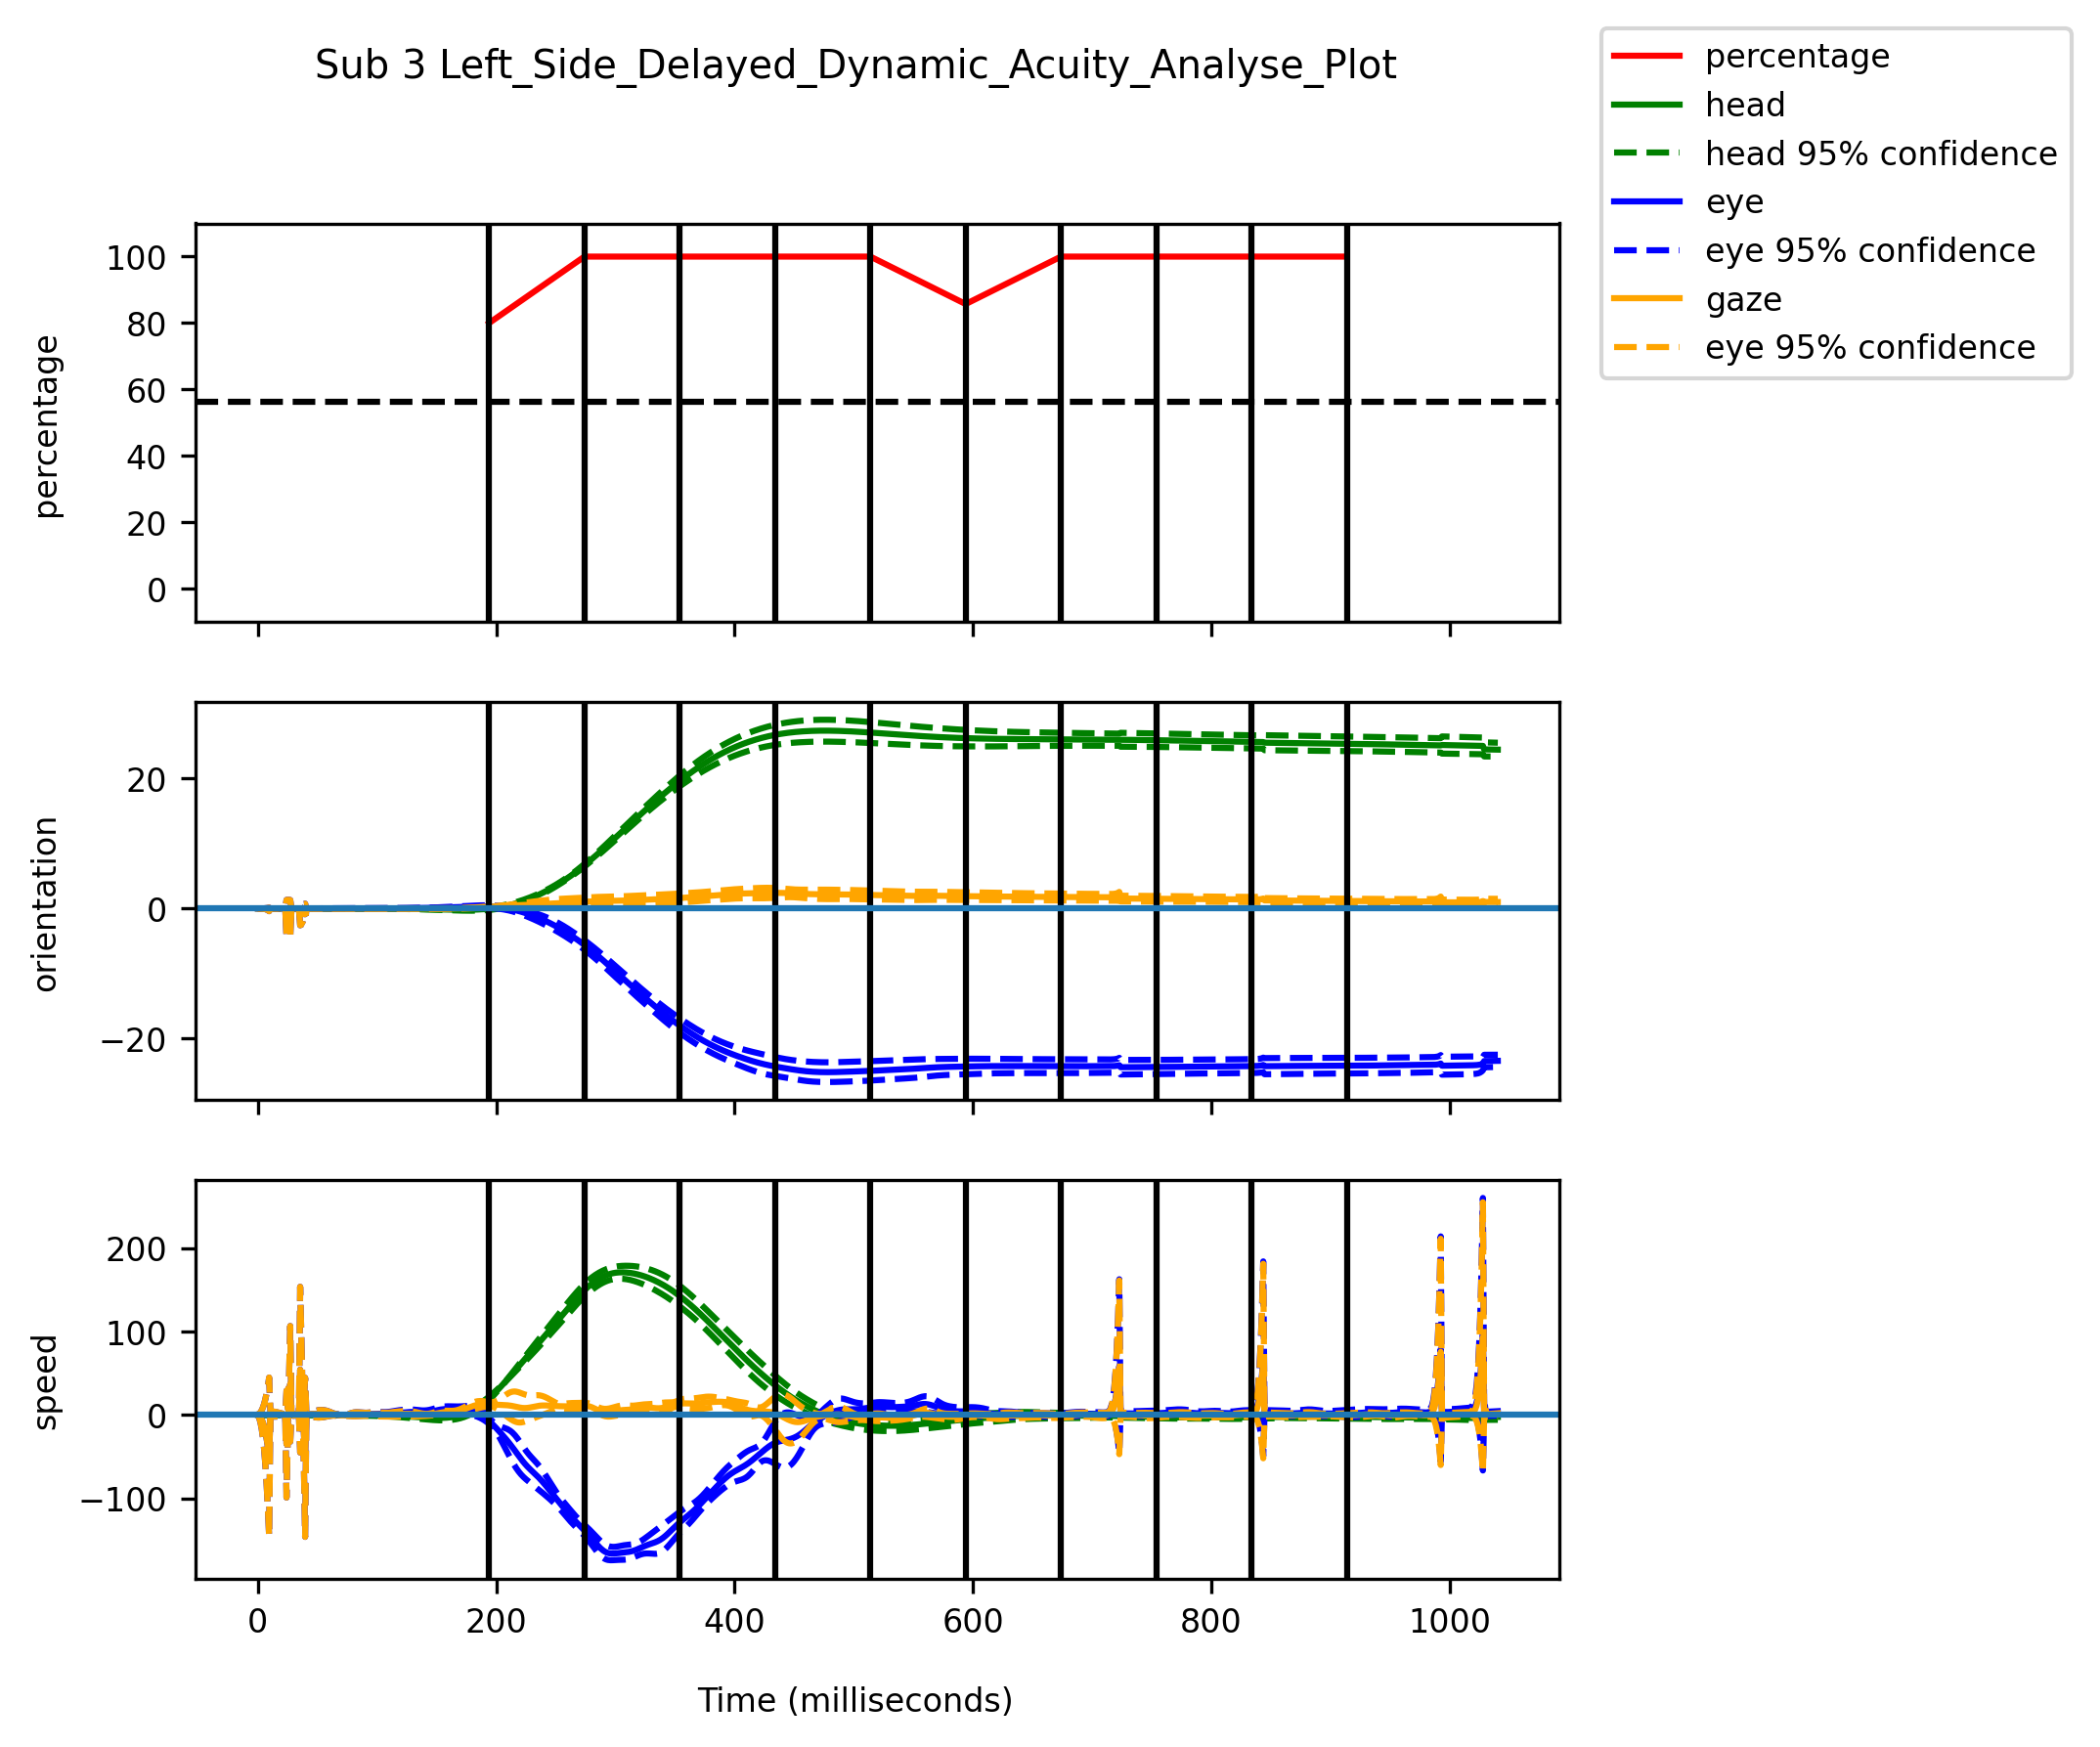 Sub 3 Left_Side_Delayed_Dynamic_Acuity_Analyse_Plot
percentage
head
head 95% confidence
eye
eye 95% confidence
gaze
eye 95% confidence
percentage
100
80
60
40
20
0
orientation
20
0
−20
speed
200
100
0
−100
0 200 400 600 800 1000
Time (milliseconds)